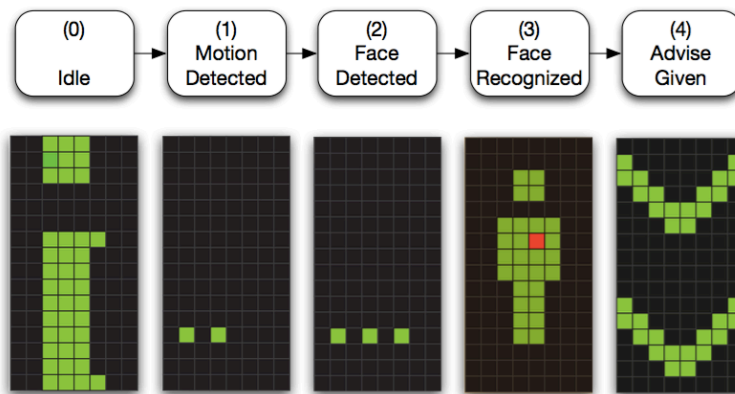 (0)
Idle
(1)
Motion
Detected
(2)
Face
Detected
(3)
Face
Recognized
(4)
Advise
Given